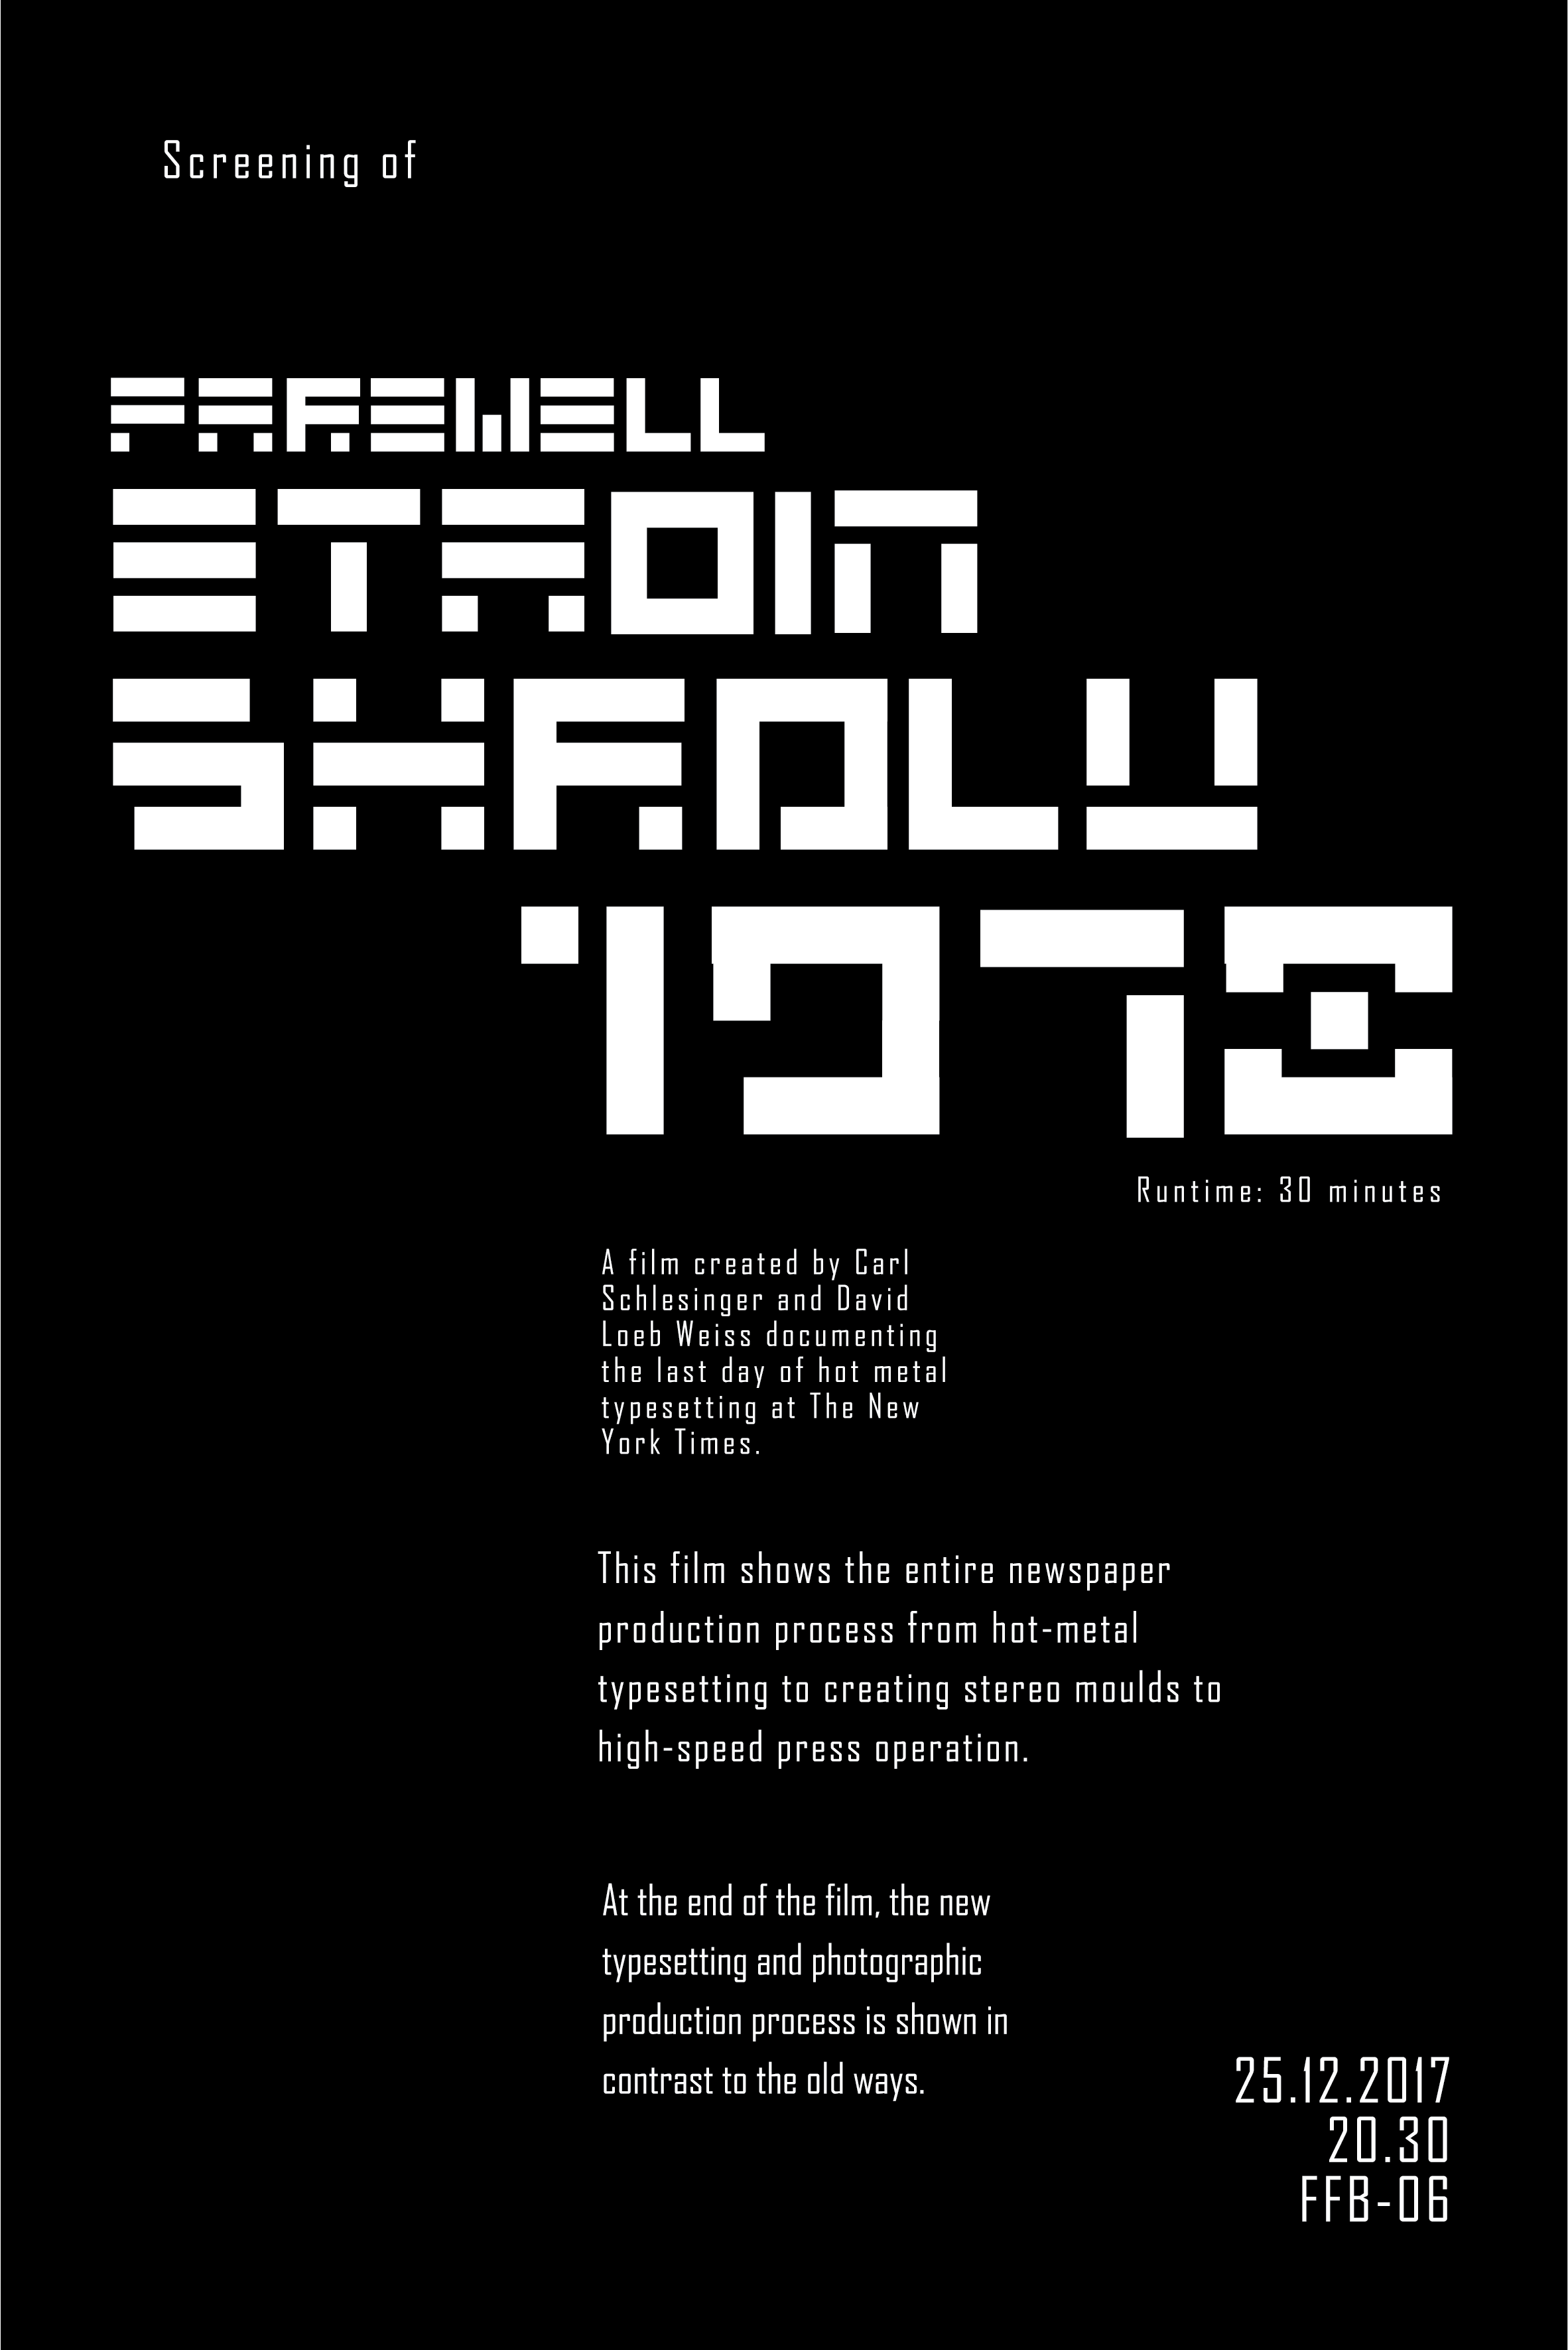 Screening of
FAREWELL
ETAOIN
SHRDLU
1978
Runtime: 30 minutes
A film created by Carl
Schlesinger and David
Loeb Weiss documenting
the last day of hot metal
typesetting at The New
York Times.
This film shows the entire newspaper
production process from hot-metal
typesetting to creating stereo moulds to
high-speed press operation.
At the end of the film, the new
typesetting and photographic
production process is shown in
contrast to the old ways.
25.12.2017
20.30
FFB-06